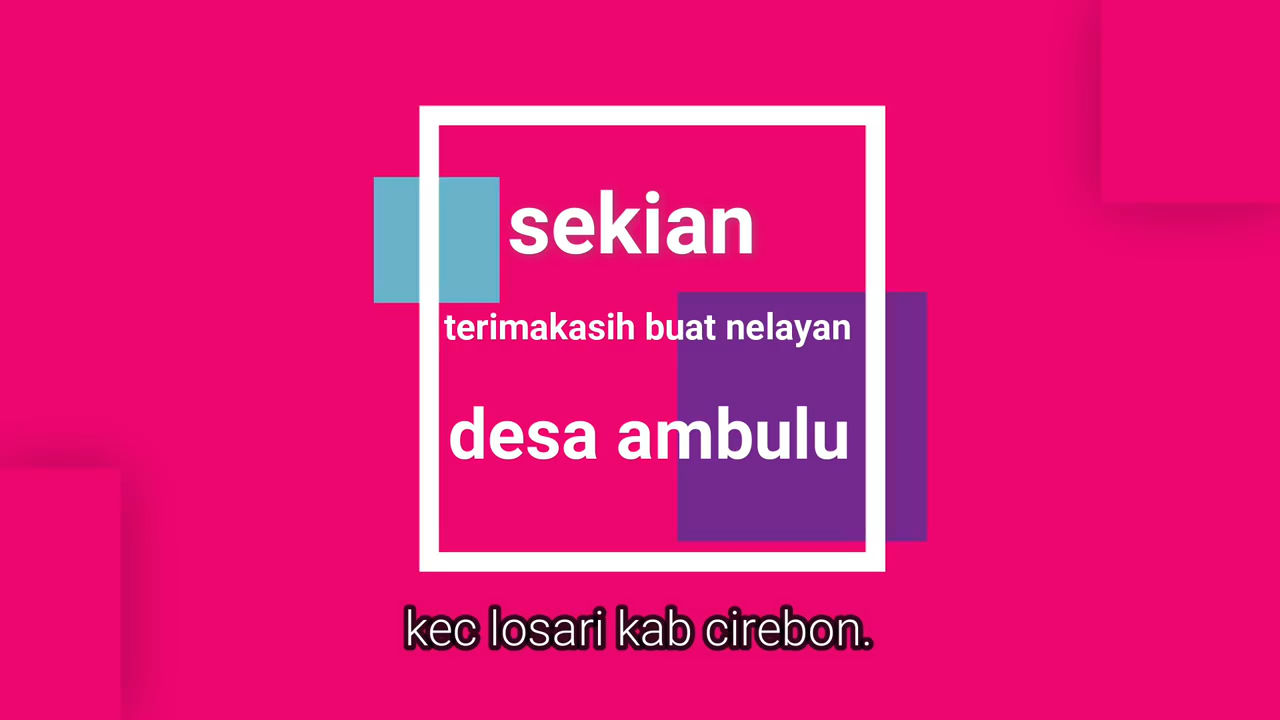 sekian
terimakasih buat nelayan
desa ambulu
kec losari kab cirebon.